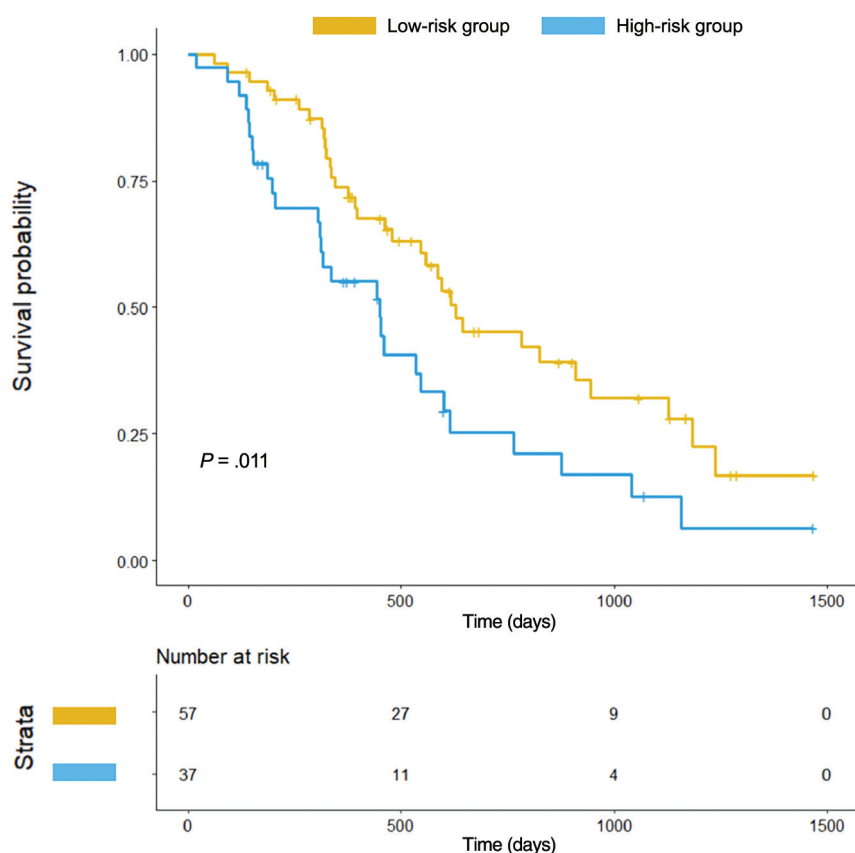 Low-risk group High-risk group
1.00
0.75
0.50
0.25
0.00
Survival probability
P = .011
0 500 1000 1500
Time (days)
Number at risk
Strata
57 27 9 0
37 11 4 0
0 500 1000 1500
Time (days)